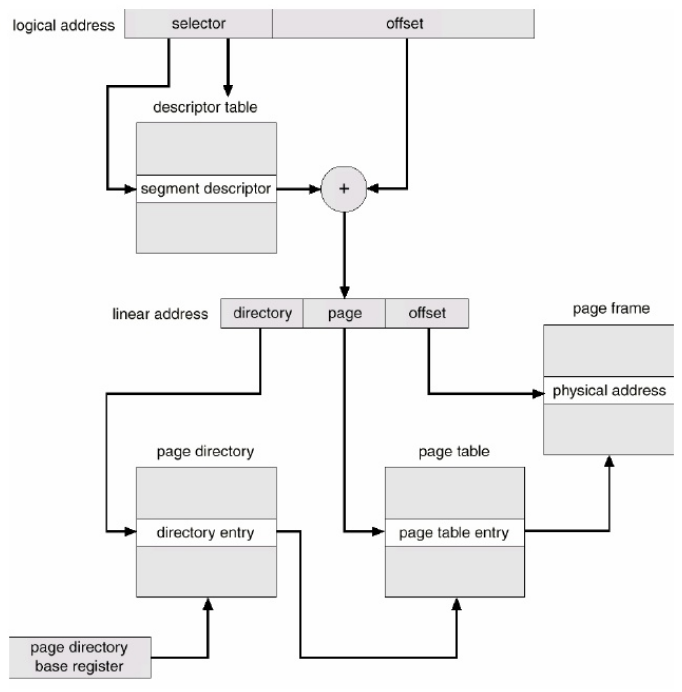 logical address
selector
offset
descriptor table
segment descriptor
+
linear address
directory
page
offset
page frame
physical address
page directory
page table
directory entry
page table entry
page directory
base register